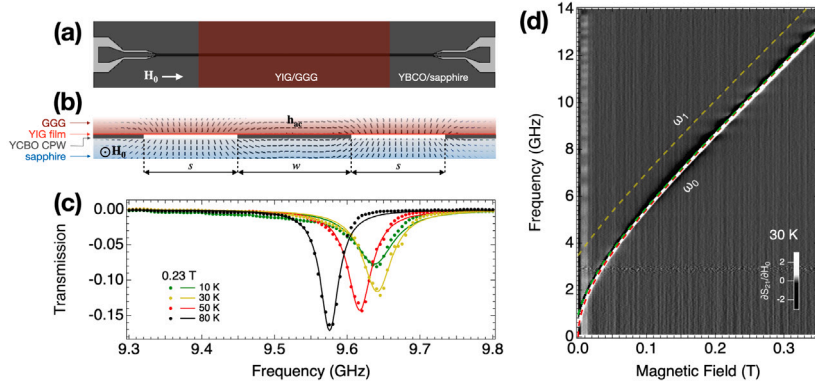 (a)
H₀
YIG/GGG
YBCO/sapphire
(b)
GGG
YIG film
YCBO CPW
sapphire
h_ac
H₀
s
w
s
(c)
Transmission
0.00
-0.05
-0.10
-0.15
0.23 T
10 K
30 K
50 K
80 K
9.3
9.4
9.5
9.6
9.7
9.8
Frequency (GHz)
(d)
Frequency (GHz)
14
12
10
8
6
4
2
0
ω₁
ω₀
30 K
2
0
-2
∂S₂₁/∂H₀
0.0
0.1
0.2
0.3
Magnetic Field (T)